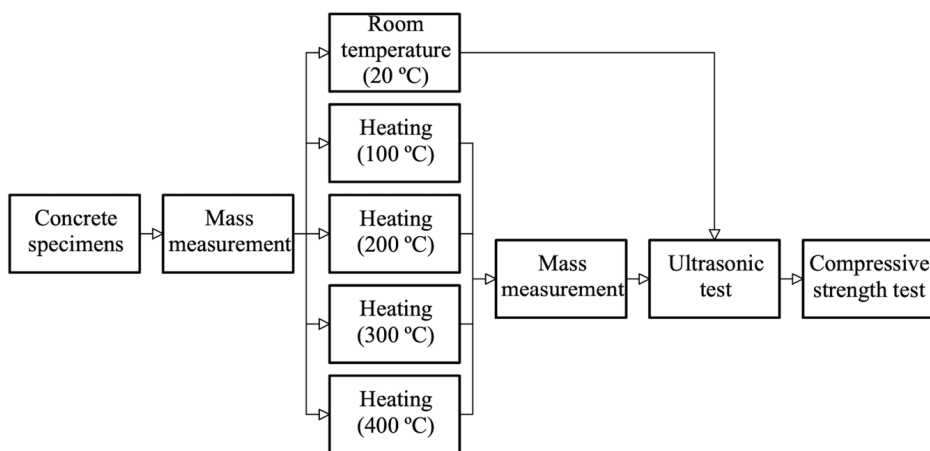 Concrete
specimens
Mass
measurement
Room
temperature
(20 ºC)
Heating
(100 ºC)
Heating
(200 ºC)
Heating
(300 ºC)
Heating
(400 ºC)
Mass
measurement
Ultrasonic
test
Compressive
strength test